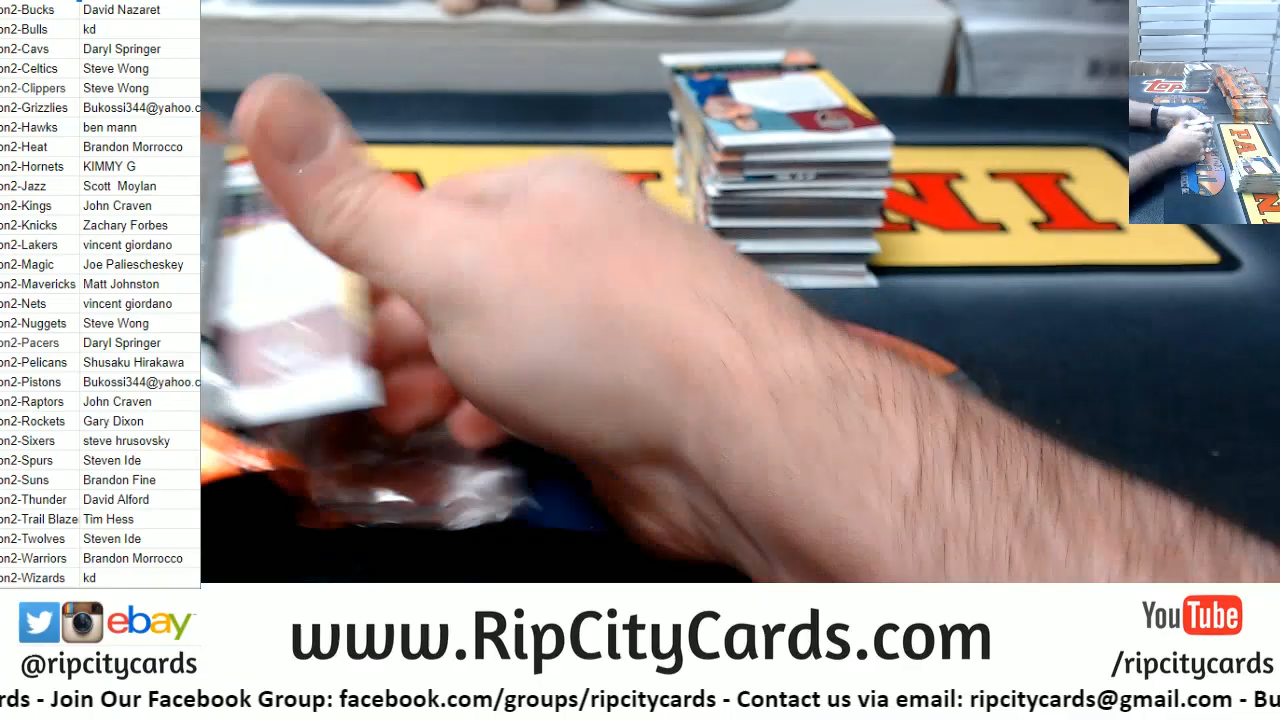 on2-Bucks David Nazaret
on2-Bulls kd
on2-Cavs Daryl Springer
on2-Celtics Steve Wong
on2-Clippers Steve Wong
on2-Grizzlies Bukossi344@yahoo.c
on2-Hawks ben mann
on2-Heat Brandon Morrocco
on2-Hornets KIMMY G
on2-Jazz Scott Moylan
on2-Kings John Craven
on2-Knicks Zachary Forbes
on2-Lakers vincent giordano
on2-Magic Joe Paliescheskey
on2-Mavericks Matt Johnston
on2-Nets vincent giordano
on2-Nuggets Steve Wong
on2-Pacers Daryl Springer
on2-Pelicans Shusaku Hirakawa
on2-Pistons Bukossi344@yahoo.c
on2-Raptors John Craven
on2-Rockets Gary Dixon
on2-Sixers steve hrusovsky
on2-Spurs Steven Ide
on2-Suns Brandon Fine
on2-Thunder David Alford
on2-Trail Blaze Tim Hess
on2-Twolves Steven Ide
on2-Warriors Brandon Morrocco
on2-Wizards kd
NI
TOP
PA
ebay
@ripcitycards
www.RipCityCards.com
YouTube
/ripcitycards
rds - Join Our Facebook Group: facebook.com/groups/ripcitycards - Contact us via email: ripcitycards@gmail.com - Bu